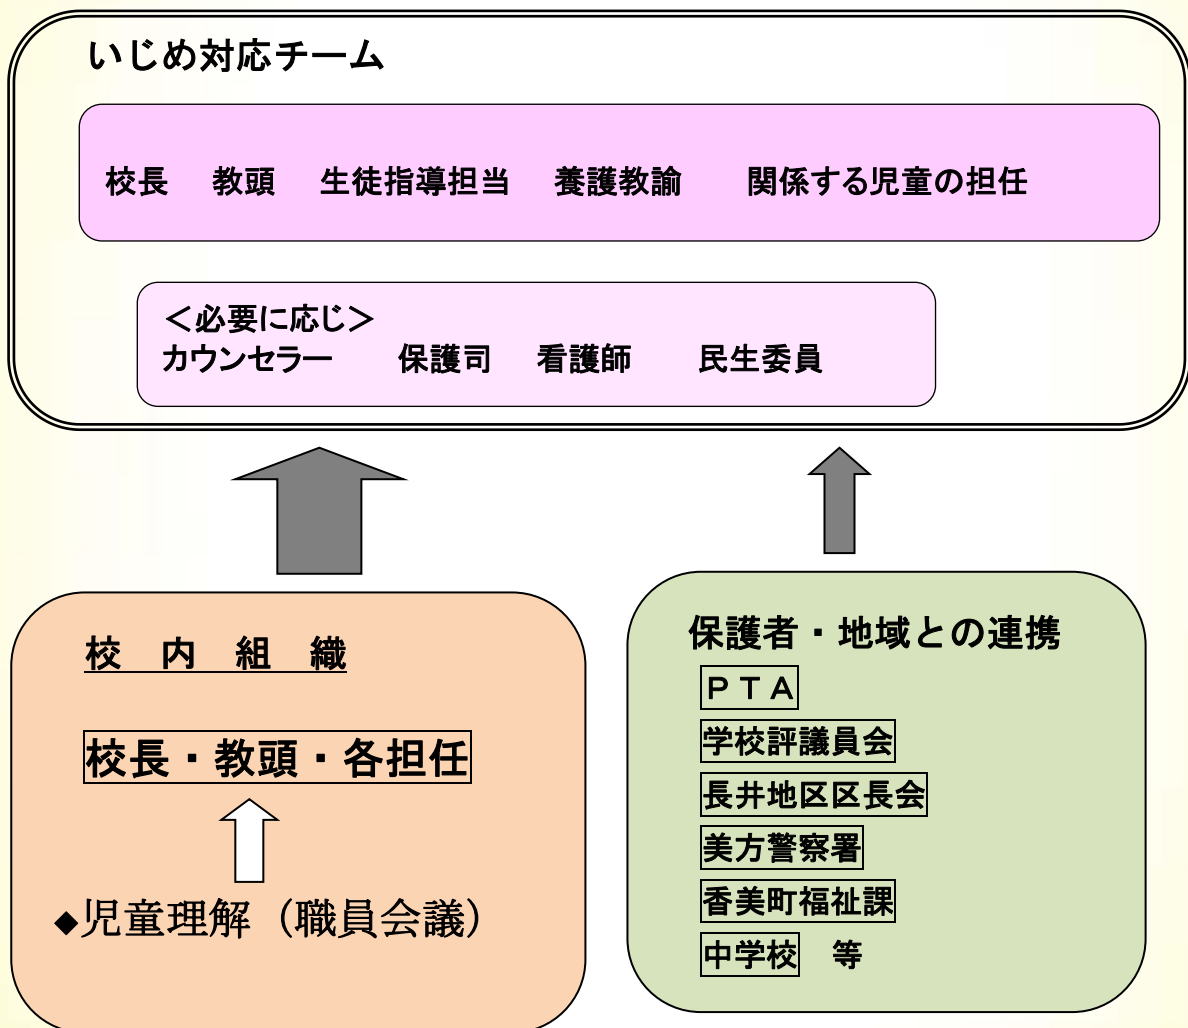 いじめ対応チーム
校長　教頭　生徒指導担当　養護教諭　関係する児童の担任
＜必要に応じ＞
カウンセラー　保護司　看護師　民生委員
校　内　組　織
校長・教頭・各担任
◆児童理解（職員会議）
保護者・地域との連携
ＰＴＡ
学校評議員会
長井地区区長会
美方警察署
香美町福祉課
中学校　等